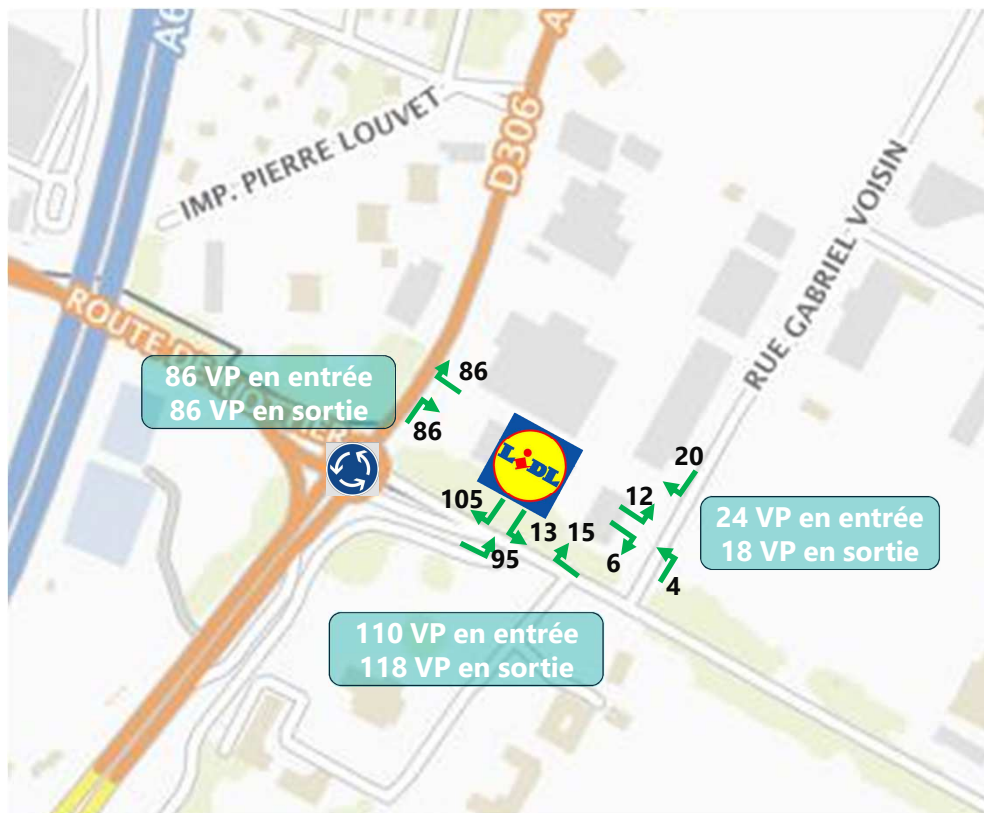 A6
A
D306
IMP. PIERRE LOUVET
RUE GABRIEL VOISIN
ROUTE DE
86 VP en entrée
86 VP en sortie
86
86
LIDL
105
13
15
95
12
20
6
4
24 VP en entrée
18 VP en sortie
110 VP en entrée
118 VP en sortie